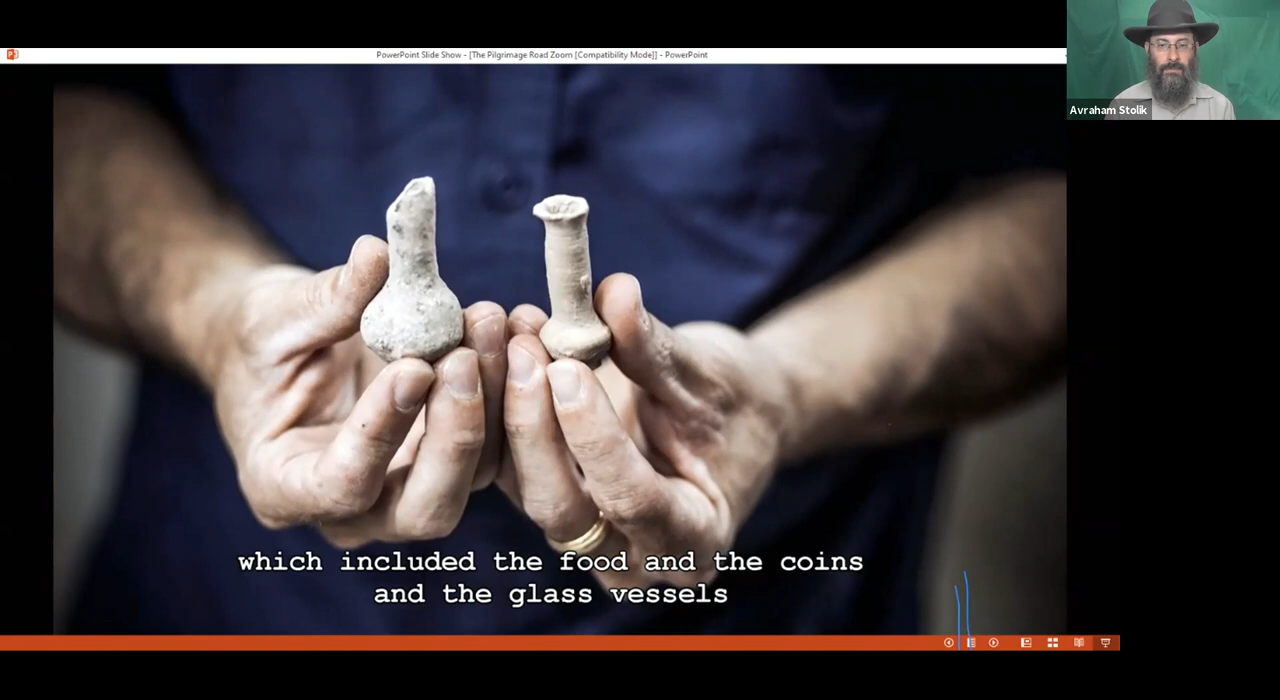 PowerPoint Slide Show - [The Pilgrimage Road Zoom [Compatibility Mode]] - PowerPoint
Avraham Stolik
which included the food and the coins
and the glass vessels